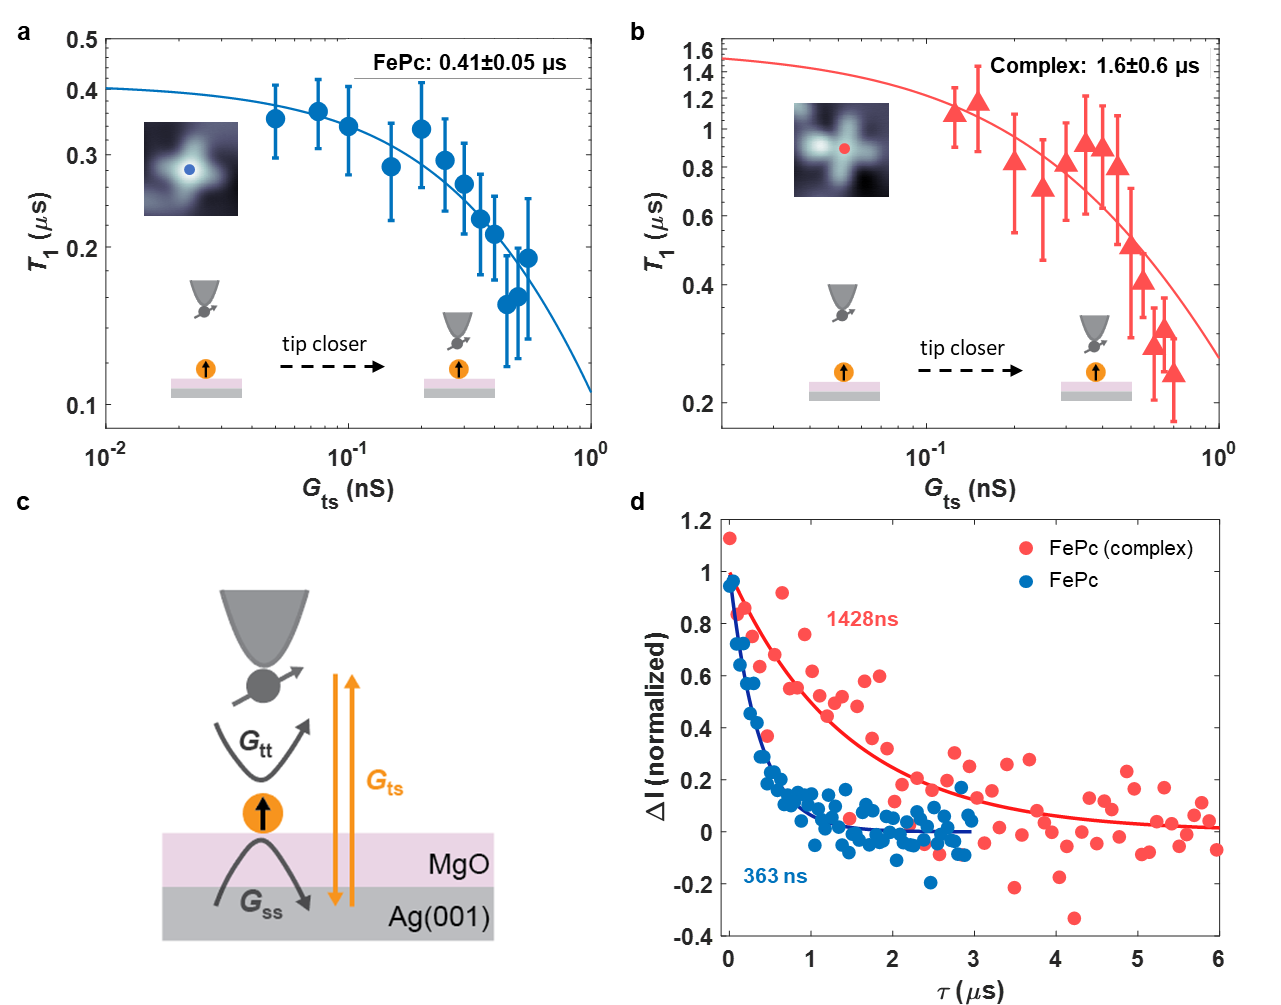 a
FePc: 0.41±0.05 µs
0.5
0.4
0.3
0.2
0.1
T1 (µs)
tip closer
10-2
10-1
100
Gts (nS)
b
Complex: 1.6±0.6 µs
1.6
1.4
1.2
1
0.8
0.6
0.4
0.2
T1 (µs)
tip closer
10-1
100
Gts (nS)
c
Gtt
Gts
MgO
Gss
Ag(001)
d
1.2
1
0.8
0.6
0.4
0.2
0
-0.2
-0.4
ΔI (normalized)
FePc (complex)
FePc
1428ns
363 ns
0
1
2
3
4
5
6
τ (µs)